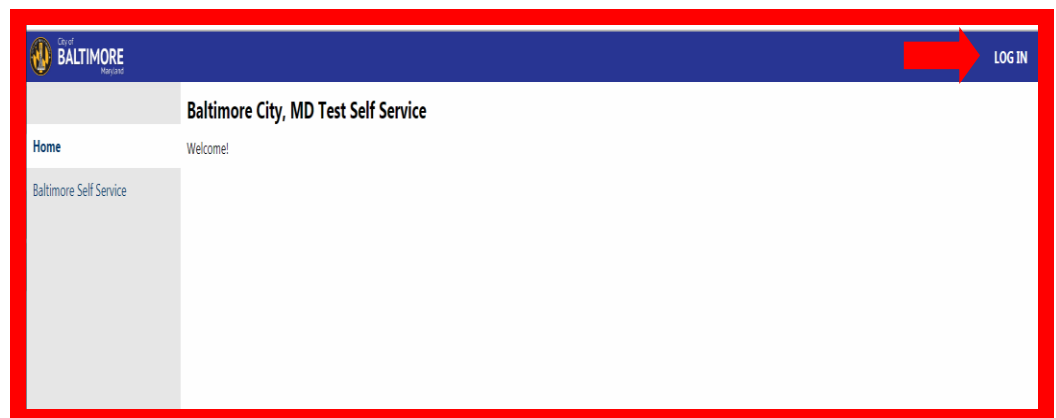 City of
BALTIMORE
Maryland
LOG IN
Baltimore City, MD Test Self Service
Home
Welcome!
Baltimore Self Service